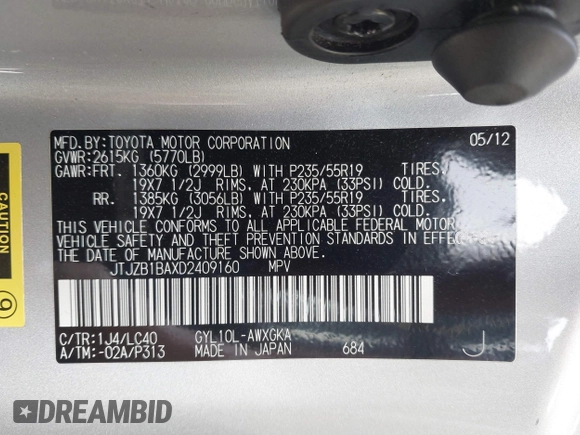 MFD.BY:TOYOTA MOTOR CORPORATION 05/12
GVWR:2615KG (5770LB)
GAWR:FRT. 1360KG (2999LB) WITH P235/55R19 TIRES,
19X7 1/2J RIMS, AT 230KPA (33PSI) COLD.
RR. 1385KG (3056LB) WITH P235/55R19 TIRES,
19X7 1/2J RIMS, AT 230KPA (33PSI) COLD.
THIS VEHICLE CONFORMS TO ALL APPLICABLE FEDERAL MOTOR
VEHICLE SAFETY AND THEFT PREVENTION STANDARDS IN EFFECT
THE DATE OF MANUFACTURE SHOWN ABOVE.
JTJZB1BAXD2409160 MPV
C/TR:1J4/LC40 GYL10L-AWXGKA
A/TM:-02A/P313 MADE IN JAPAN 684 J
CAUTION
9
DREAMBID